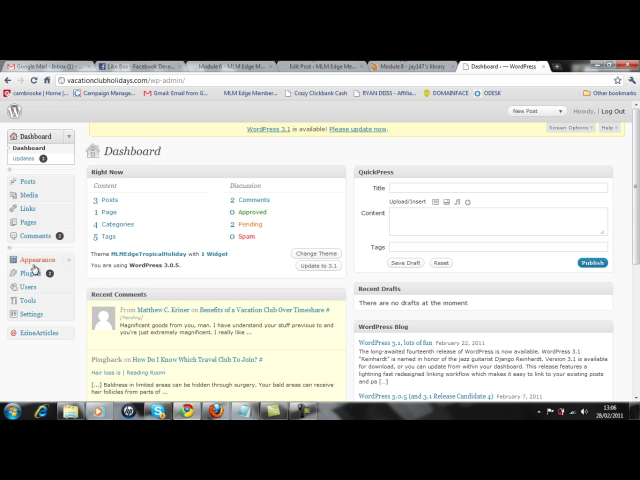 Google Mail - Inbox (1)
Like Box - Facebook Deve
Module 6 - MLM Edge M
Edit Post ‹ MLM Edge Mem
Module 8 - jay347's library
Dashboard ‹ — WordPress
vacationclubholidays.com/wp-admin/
cambrooke | Home |...
Campaign Manage...
Gmail: Email from G...
MLM Edge Member...
Crazy Clickbank Cash
RYAN DEISS - Affilia...
DOMAINFACE
ODESK
Other bookmarks
New Post
Howdy, | Log Out
WordPress 3.1 is available! Please update now.
Screen Options
Help
Dashboard
Dashboard
Updates 3
Posts
Media
Links
Pages
Comments 2
Appearance
Plugins 2
Users
Tools
Settings
EzineArticles
Dashboard
Right Now
Content
Discussion
3 Posts
2 Comments
1 Page
0 Approved
4 Categories
2 Pending
5 Tags
0 Spam
Theme MLMEdgeTropicalHoliday with 1 Widget
Change Theme
You are using WordPress 3.0.5.
Update to 3.1
Recent Comments
From Matthew C. Kriner on Benefits of a Vacation Club Over Timeshare #
[Pending]
Magnificent goods from you, man. I have understand your stuff previous to and
you're just extremely magnificent. I really like ...
Pingback on How Do I Know Which Travel Club To Join? #
Hair loss is | Reading Room
[...] Baldness in limited areas can be hidden through surgery. Your bald areas can receive
hair follicles from parts of ...
QuickPress
Title
Upload/Insert
Content
Tags
Save Draft
Reset
Publish
Recent Drafts
There are no drafts at the moment
WordPress Blog
WordPress 3.1, lots of fun February 22, 2011
The long-awaited fourteenth release of WordPress is now available. WordPress 3.1
"Reinhardt" is named in honor of the jazz guitarist Django Reinhardt. Version 3.1 is available
for download, or you can update from within your dashboard. This release features a
lightning fast redesigned linking workflow which makes it easy to link to your existing posts
and pa [...]
WordPress 3.0.5 (and 3.1 Release Candidate 4) February 7, 2011
13:06
28/02/2011